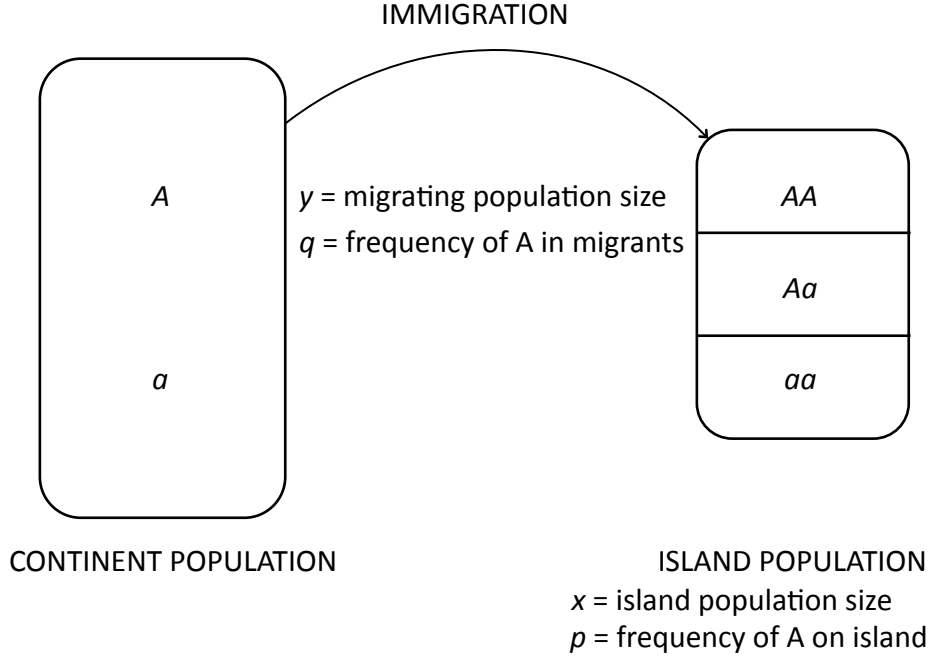 IMMIGRATION
A
a
y = migrating population size
q = frequency of A in migrants
AA
Aa
aa
CONTINENT POPULATION
ISLAND POPULATION
x = island population size
p = frequency of A on island